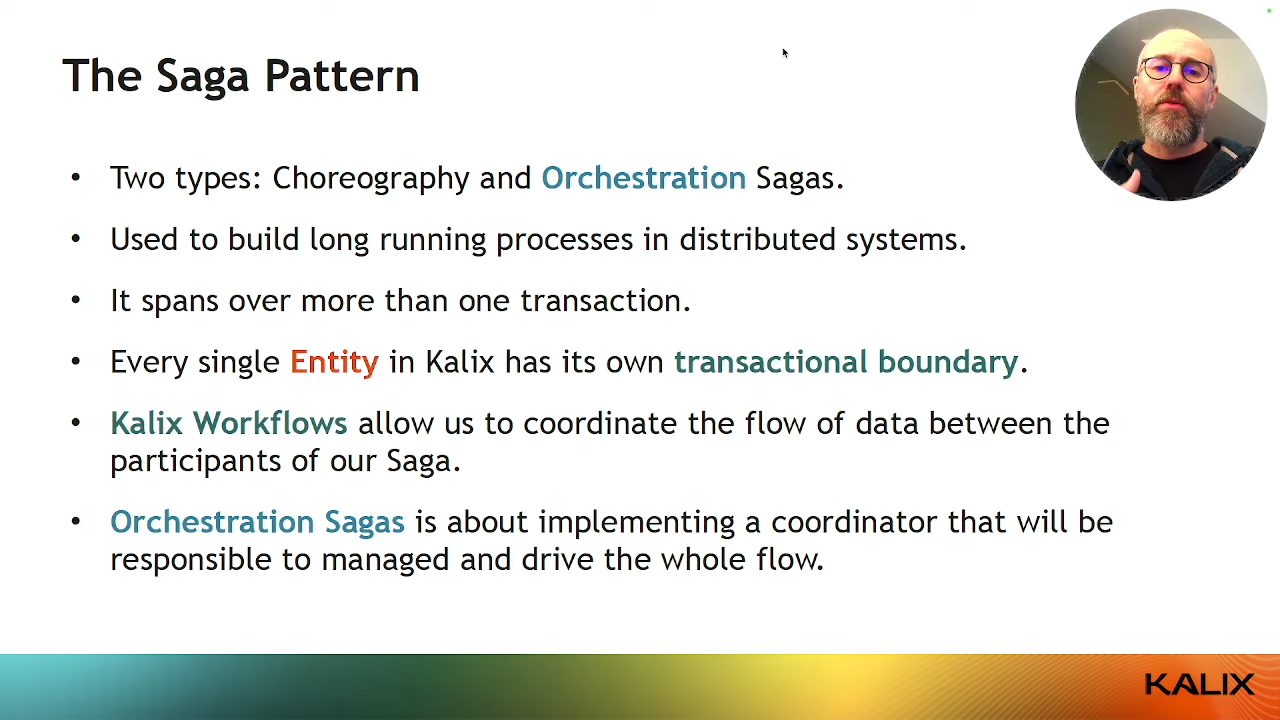 The Saga Pattern
• Two types: Choreography and Orchestration Sagas.
• Used to build long running processes in distributed systems.
• It spans over more than one transaction.
• Every single Entity in Kalix has its own transactional boundary.
• Kalix Workflows allow us to coordinate the flow of data between the
participants of our Saga.
• Orchestration Sagas is about implementing a coordinator that will be
responsible to managed and drive the whole flow.
KALIX